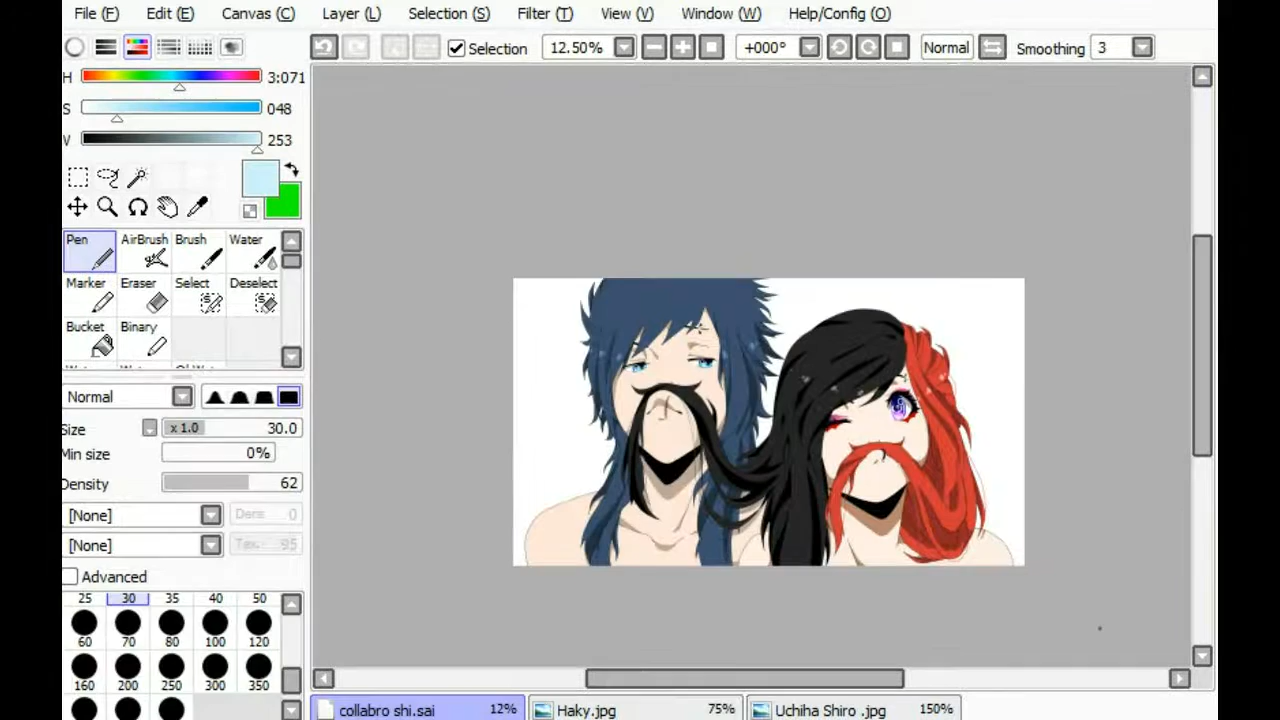 File (F) Edit (E) Canvas (C) Layer (L) Selection (S) Filter (T) View (V) Window (W) Help/Config (O)
Selection 12.50% +000° Normal Smoothing 3
H 3:071
S 048
V 253
Pen AirBrush Brush Water
Marker Eraser Select Deselect
Bucket Binary
Normal
Size x 1.0 30.0
Min size 0%
Density 62
[None] 0
[None] 95
Advanced
25 30 35 40 50
60 70 80 100 120
160 200 250 300 350
collabro shi.sai 12% Haky.jpg 75% Uchiha Shiro .jpg 150%